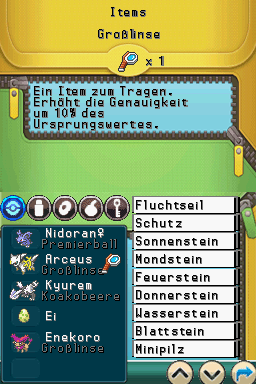 Items
Großlinse
x 1
Ein Item zum Tragen.
Erhöht die Genauigkeit
um 10% des
Ursprungswertes.
Nidoran♀
Premierball
Arceus
Großlinse
Kyurem
Koakobeere
Ei
Enekoro
Großlinse
Fluchtseil
Schutz
Sonnenstein
Mondstein
Feuerstein
Donnerstein
Wasserstein
Blattstein
Minipilz